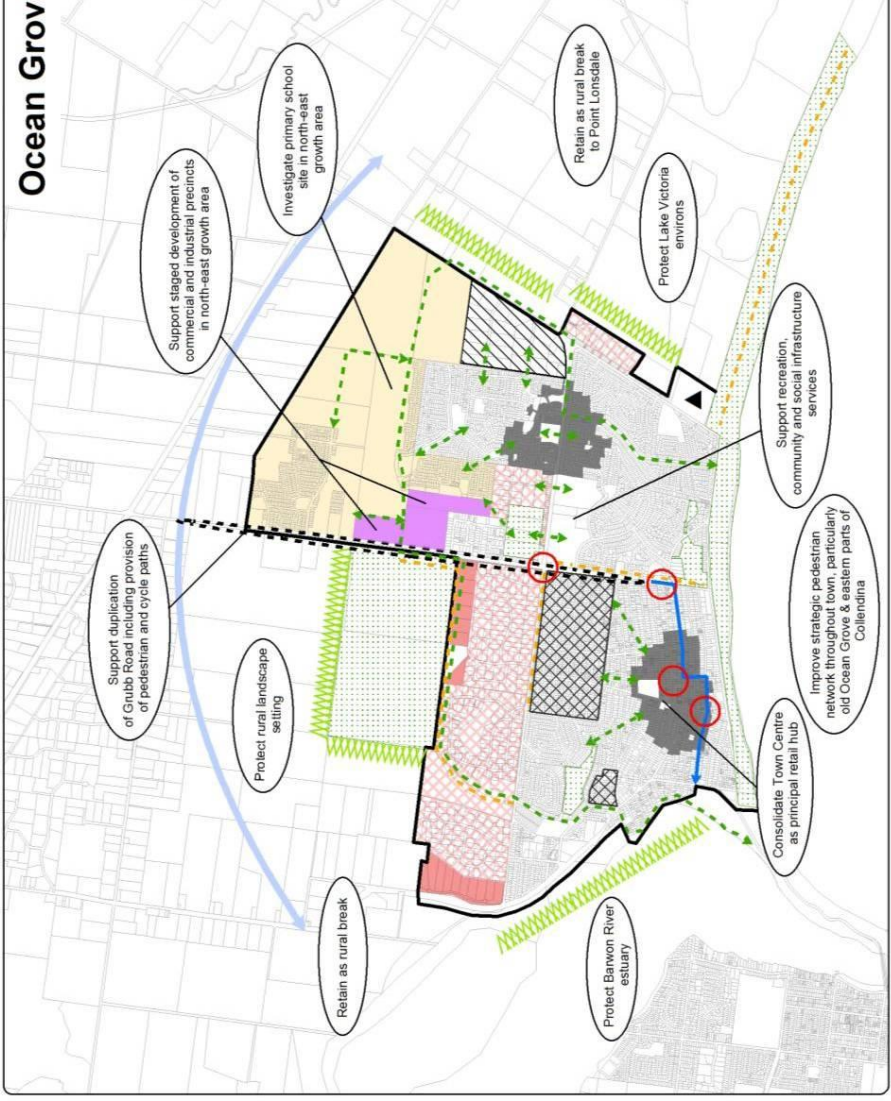 Ocean Grov
Support staged development of
commercial and industrial precincts
in north-east growth area
Investigate primary school
site in north-east
growth area
Support duplication
of Grubb Road including provision
of pedestrian and cycle paths
Retain as rural break
to Point Lonsdale
Protect rural landscape
setting
Protect Lake Victoria
environs
Retain as rural break
Support recreation,
community and social infrastructure
services
Protect Barwon River
estuary
Consolidate Town Centre
as principal retail hub
Improve strategic pedestrian
network throughout town, particularly
old Ocean Grove & eastern parts of
Collendina